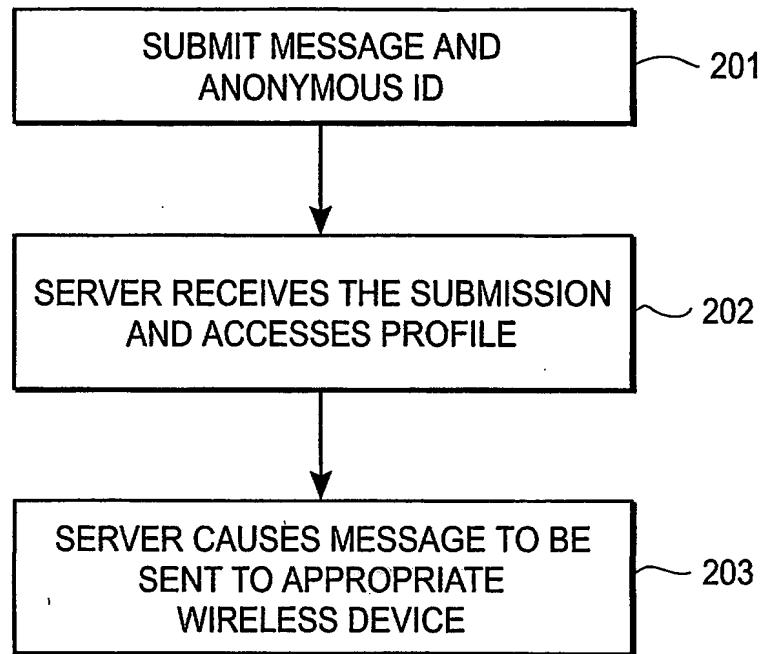 SUBMIT MESSAGE AND
ANONYMOUS ID
201
SERVER RECEIVES THE SUBMISSION
AND ACCESSES PROFILE
202
SERVER CAUSES MESSAGE TO BE
SENT TO APPROPRIATE
WIRELESS DEVICE
203